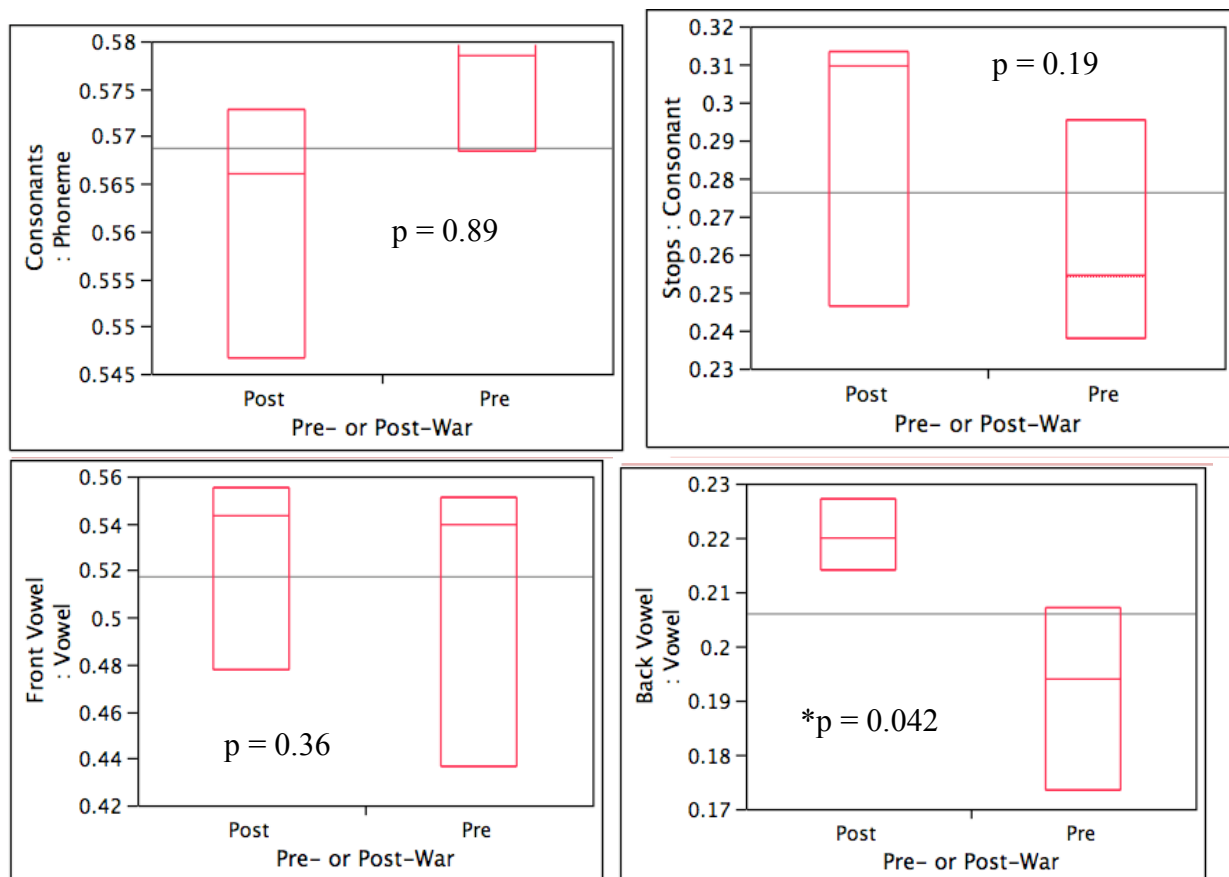 0.58
0.575
0.57
0.565
0.56
0.555
0.55
0.545
Consonants
: Phoneme
p = 0.89
Post Pre
Pre- or Post-War
0.32
0.31
0.3
0.29
0.28
0.27
0.26
0.25
0.24
0.23
Stops : Consonant
p = 0.19
Post Pre
Pre- or Post-War
0.56
0.54
0.52
0.5
0.48
0.46
0.44
0.42
Front Vowel
: Vowel
p = 0.36
Post Pre
Pre- or Post-War
0.23
0.22
0.21
0.2
0.19
0.18
0.17
Back Vowel
: Vowel
*p = 0.042
Post Pre
Pre- or Post-War